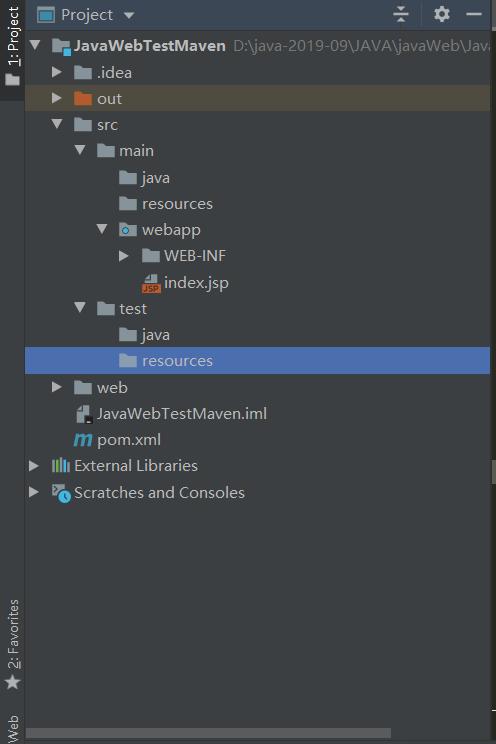 Project
1: Project
JavaWebTestMaven D:\java-2019-09\JAVA\javaWeb\Java
.idea
out
src
main
java
resources
webapp
WEB-INF
JSP index.jsp
test
java
resources
web
JavaWebTestMaven.iml
m pom.xml
External Libraries
Scratches and Consoles
2: Favorites
Web